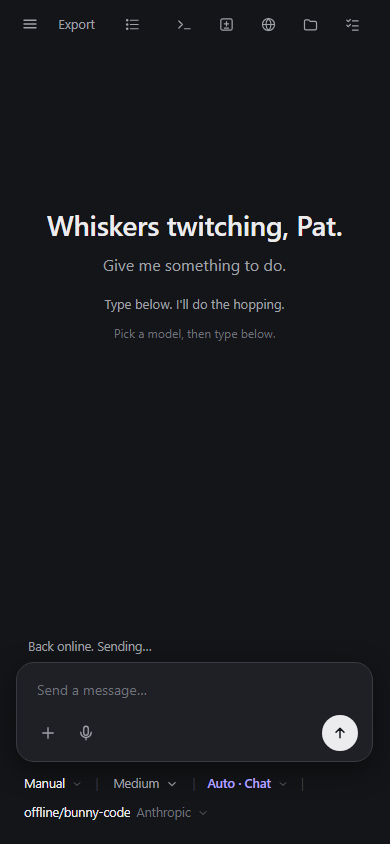 Export
Whiskers twitching, Pat.
Give me something to do.
Type below. I'll do the hopping.
Pick a model, then type below.
Back online. Sending...
Send a message...
Manual | Medium | Auto · Chat |
offline/bunny-code Anthropic